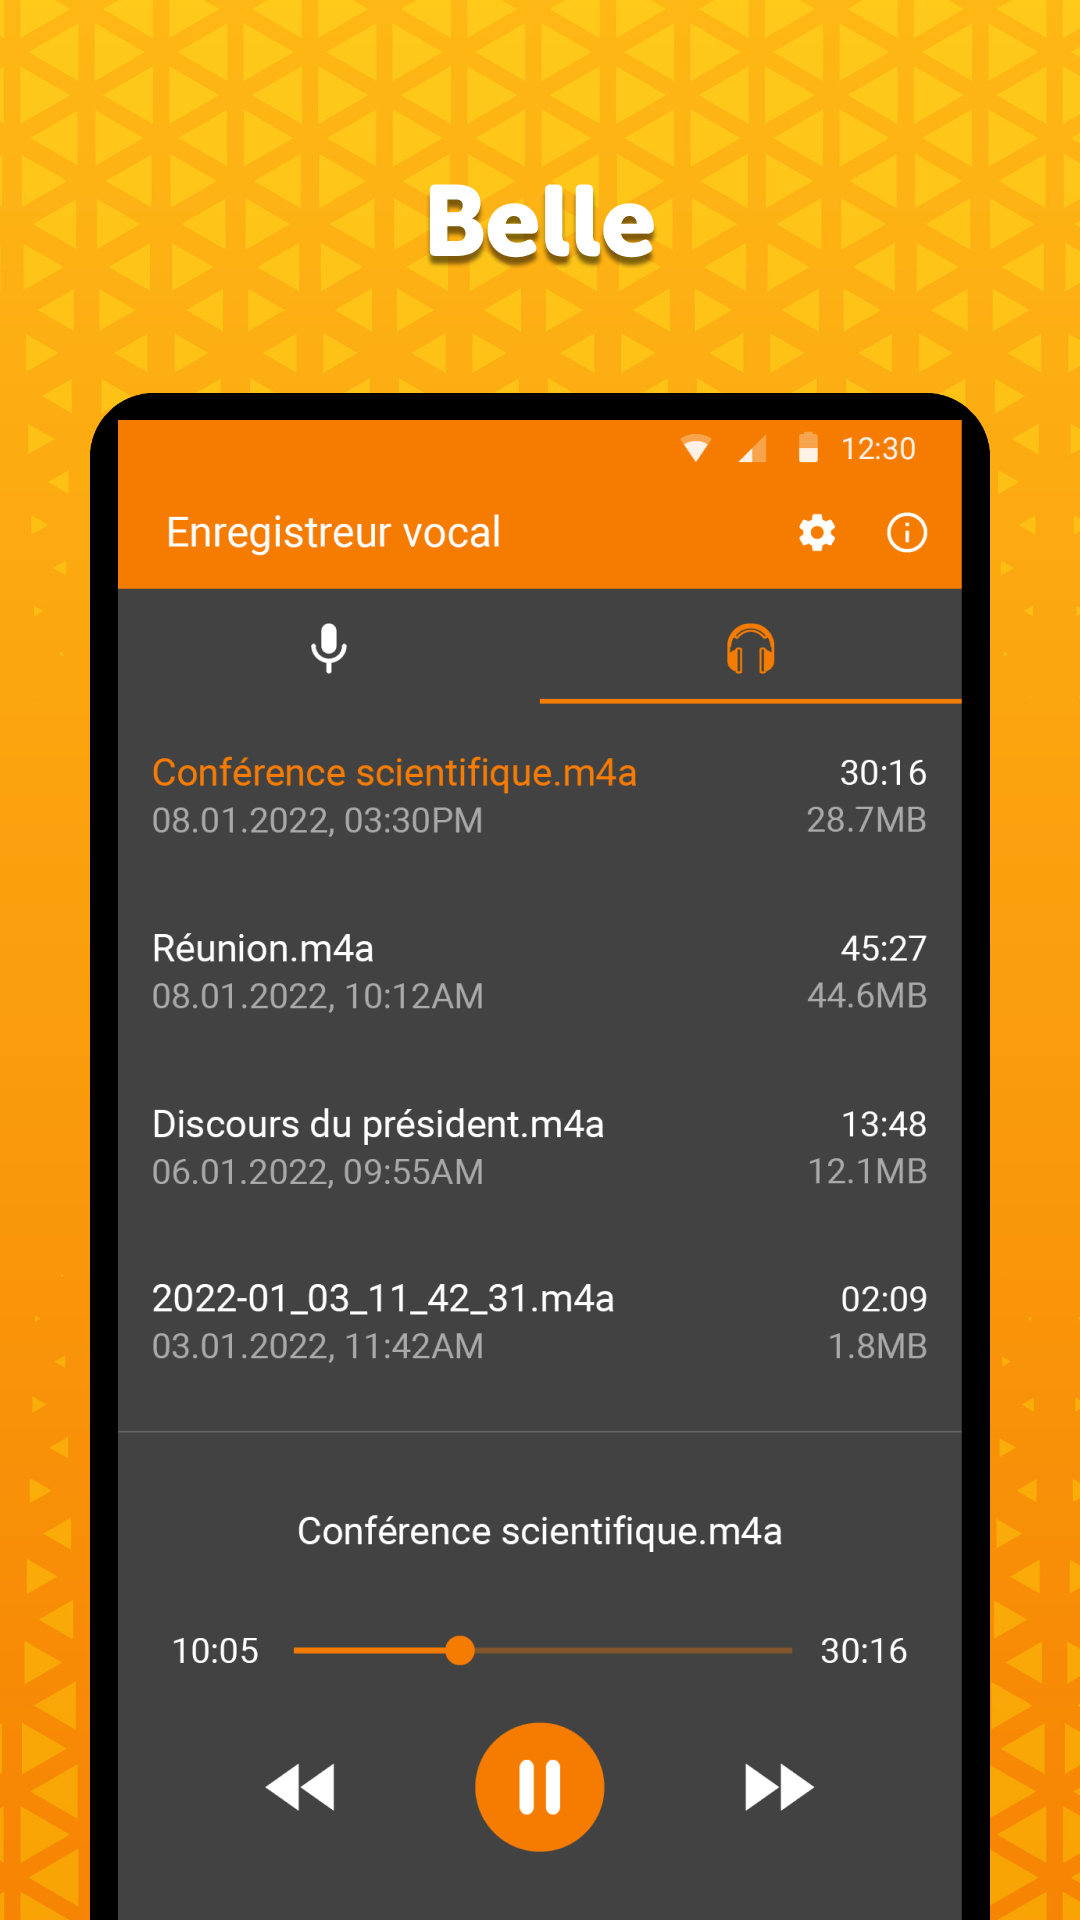 Belle
12:30
Enregistreur vocal
Conférence scientifique.m4a 30:16
08.01.2022, 03:30PM 28.7MB
Réunion.m4a 45:27
08.01.2022, 10:12AM 44.6MB
Discours du président.m4a 13:48
06.01.2022, 09:55AM 12.1MB
2022-01_03_11_42_31.m4a 02:09
03.01.2022, 11:42AM 1.8MB
Conférence scientifique.m4a
10:05 30:16